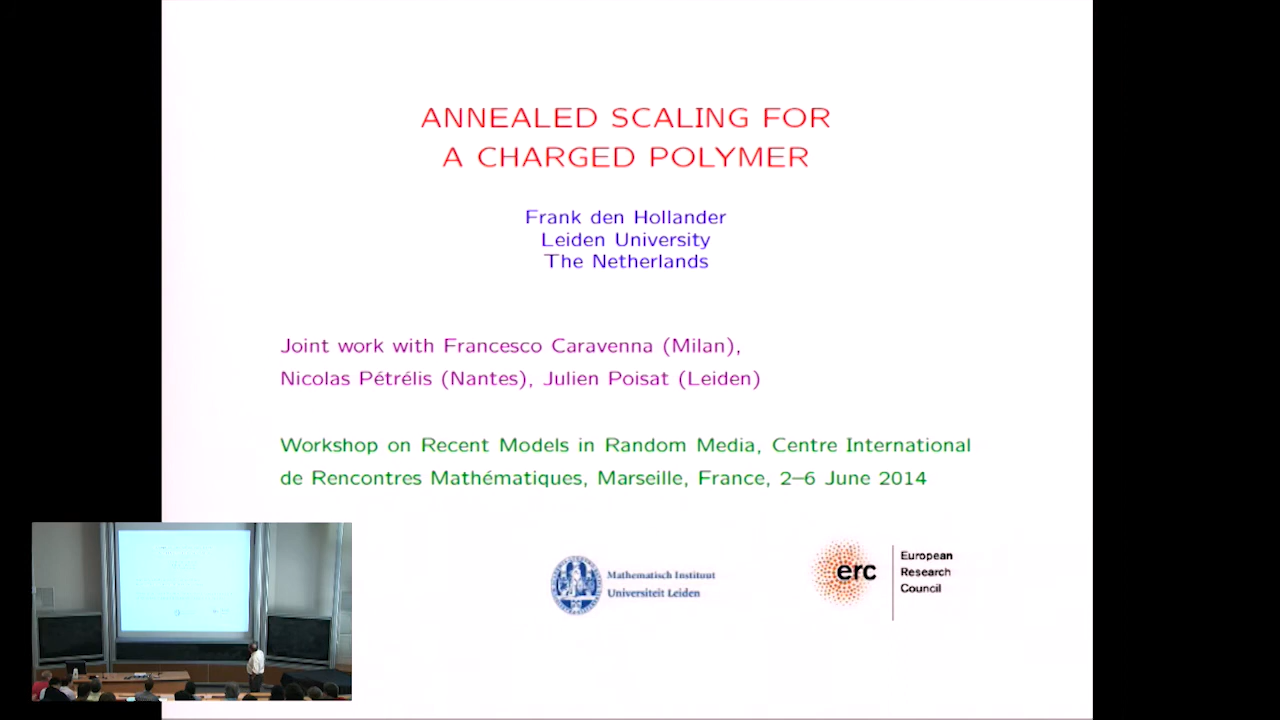 ANNEALED SCALING FOR
A CHARGED POLYMER
Frank den Hollander
Leiden University
The Netherlands
Joint work with Francesco Caravenna (Milan),
Nicolas Pétrélis (Nantes), Julien Poisat (Leiden)
Workshop on Recent Models in Random Media, Centre International
de Rencontres Mathématiques, Marseille, France, 2–6 June 2014
Mathematisch Instituut
Universiteit Leiden
erc
European
Research
Council